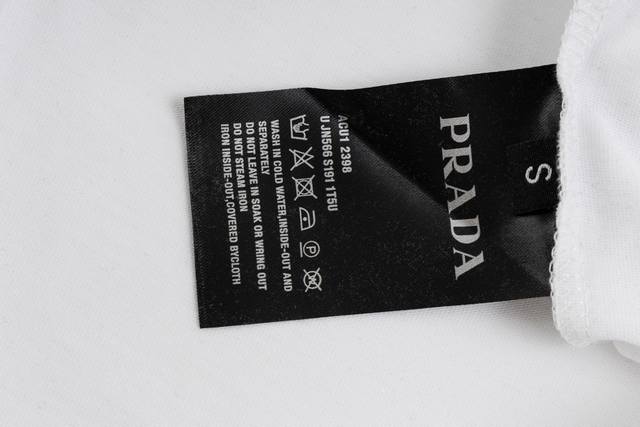 S
PRADA
ACU1 2398
UJN566 S191 1T5U
P
WASH IN COLD WATER,INSIDE-OUT AND
SEPARATELY
DO NOT LEAVE IN SOAK OR WRING OUT
DO NOT STEAM IRON
IRON INSIDE-OUT,COVERED BYCLOTH